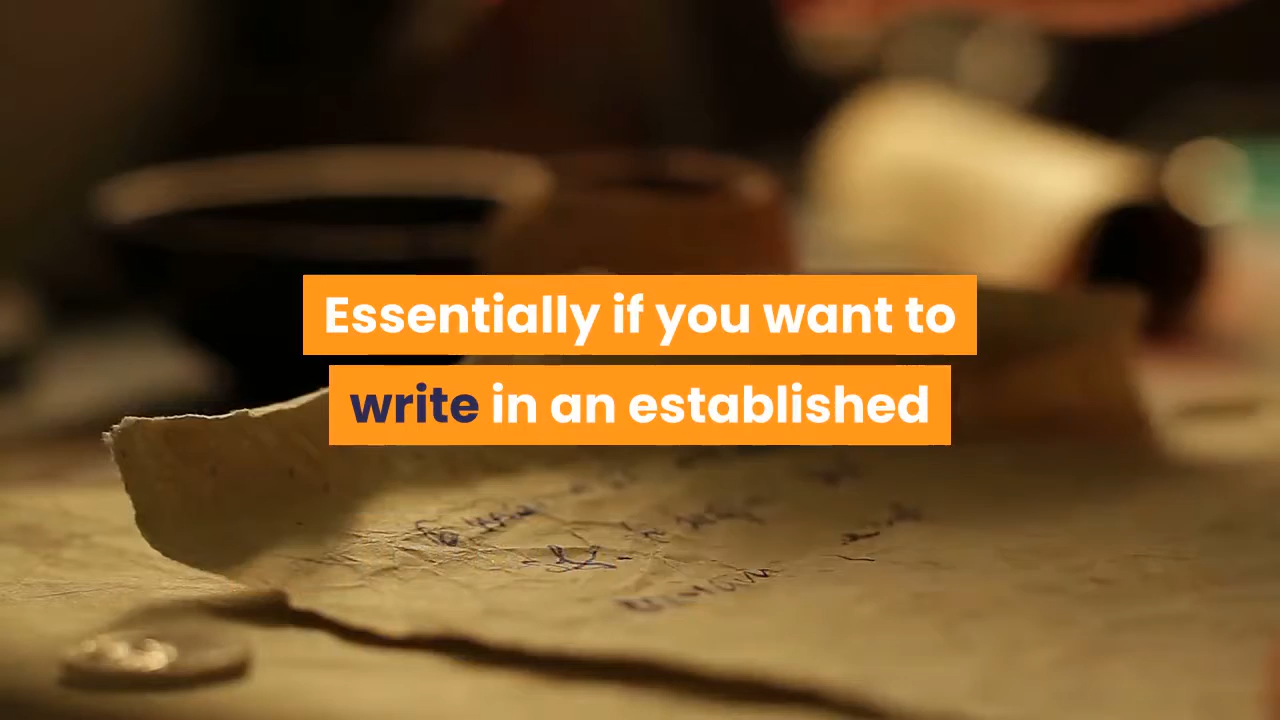 Essentially if you want to
write in an established